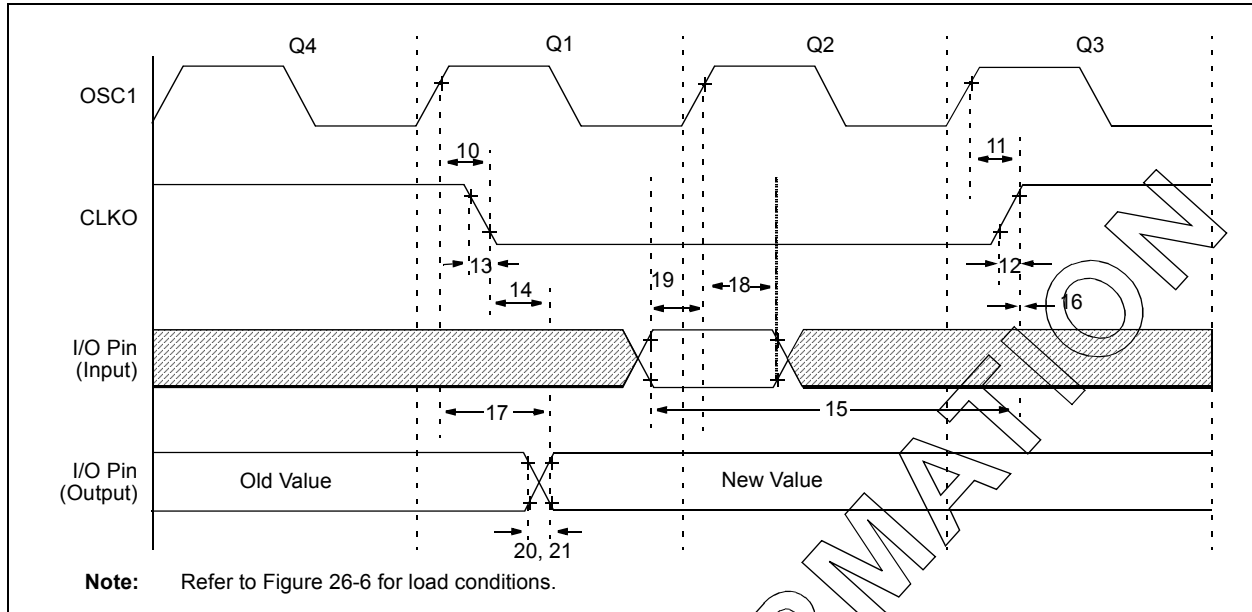 Q4 Q1 Q2 Q3
OSC1
10 11
CLKO
13 12
14 19 18 16
I/O Pin
(Input)
17 15
I/O Pin
(Output)
Old Value New Value
20, 21
Note: Refer to Figure 26-6 for load conditions.
RMATION